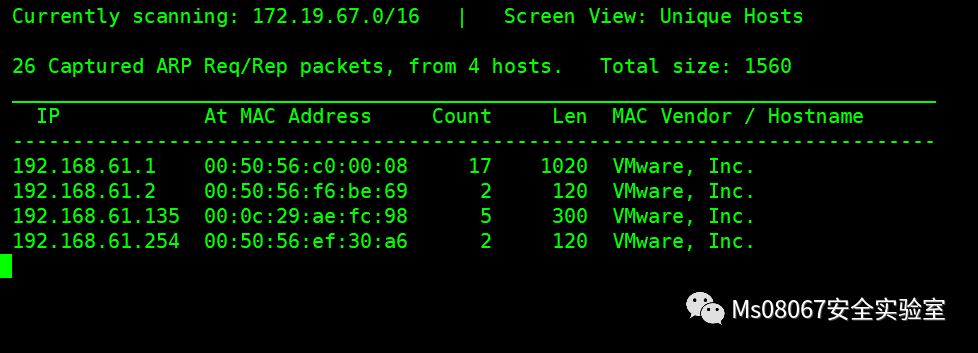 Currently scanning: 172.19.67.0/16   |   Screen View: Unique Hosts
26 Captured ARP Req/Rep packets, from 4 hosts.   Total size: 1560
_____________________________________________________________________________
  IP            At MAC Address     Count     Len  MAC Vendor / Hostname
-----------------------------------------------------------------------------
192.168.61.1    00:50:56:c0:00:08     17    1020  VMware, Inc.
192.168.61.2    00:50:56:f6:be:69      2     120  VMware, Inc.
192.168.61.135  00:0c:29:ae:fc:98      5     300  VMware, Inc.
192.168.61.254  00:50:56:ef:30:a6      2     120  VMware, Inc.
Ms08067安全实验室